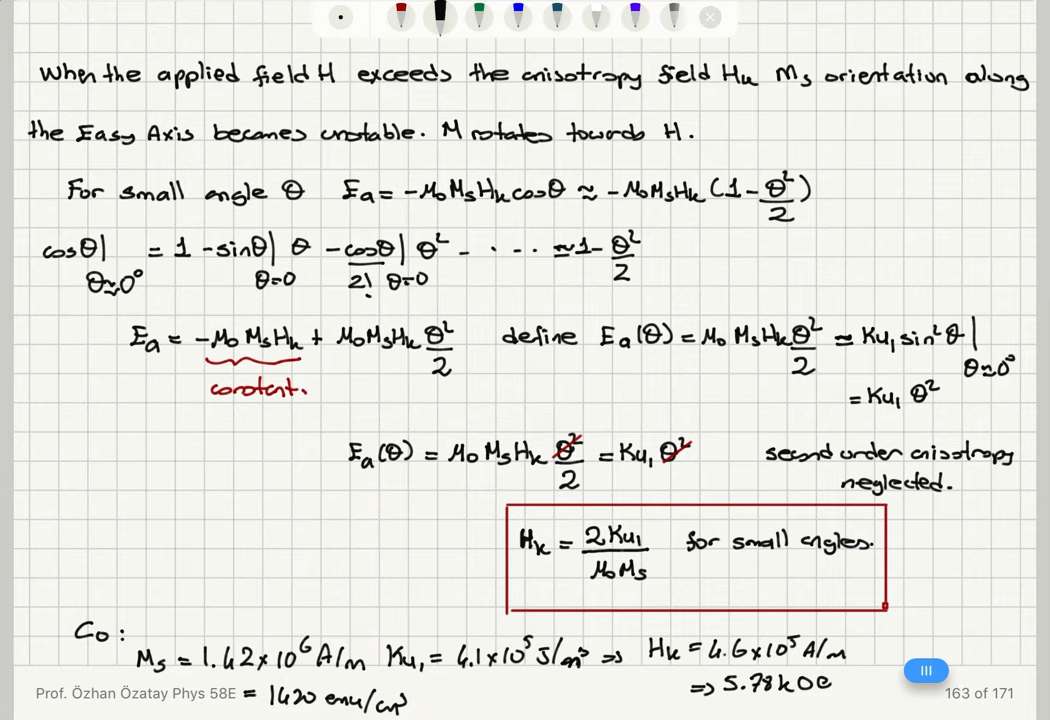 When the applied field H exceeds the anisotropy field Hk Ms orientation along
the Easy Axis becomes unstable. M rotates towards H.
For small angle θ Ea = -μ₀MsHk cosθ ≈ -μ₀MsHk (1 - θ²/2)
cosθ|θ≈0° = 1 - sinθ|θ=0 θ - cosθ/2!|θ=0 θ² - ... ≈ 1 - θ²/2
Ea = -μ₀MsHk + μ₀MsHk θ²/2 define Ea(θ) = μ₀MsHk θ²/2 ≈ Ku₁ sin²θ|θ≈0°
constant.
= Ku₁ θ²
Ea(θ) = μ₀MsHk θ²/2 = Ku₁ θ² second order anisotropy
neglected.
Hk = 2Ku₁/μ₀Ms for small angles.
Co:
Ms = 1.42×10⁶ A/m Ku₁ = 4.1×10⁵ J/m³ ⇒ Hk = 4.6×10⁵ A/m
= 1420 emu/cm³ ⇒ 5.78 kOe
Prof. Özhan Özatay Phys 58E
163 of 171